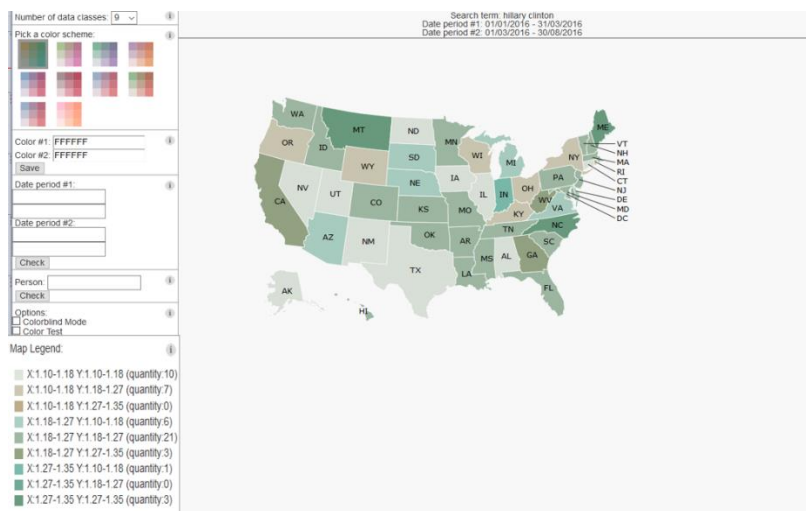 Number of data classes: 9
Pick a color scheme:
Color #1: FFFFFF
Color #2: FFFFFF
Save
Date period #1:
Date period #2:
Check
Person:
Check
Options:
Colorblind Mode
Color Test
Map Legend:
X:1.10-1.18 Y:1.10-1.18 (quantity:10)
X:1.10-1.18 Y:1.18-1.27 (quantity:7)
X:1.10-1.18 Y:1.27-1.35 (quantity:0)
X:1.18-1.27 Y:1.10-1.18 (quantity:6)
X:1.18-1.27 Y:1.18-1.27 (quantity:21)
X:1.18-1.27 Y:1.27-1.35 (quantity:3)
X:1.27-1.35 Y:1.10-1.18 (quantity:1)
X:1.27-1.35 Y:1.18-1.27 (quantity:0)
X:1.27-1.35 Y:1.27-1.35 (quantity:3)
Search term: hillary clinton
Date period #1: 01/01/2016 - 31/03/2016
Date period #2: 01/03/2016 - 30/08/2016
WA
MT
ND
MN
ME
OR
ID
WY
SD
WI
MI
NY
VT
NH
MA
RI
CT
NJ
DE
MD
DC
NV
UT
NE
IA
IL
IN
OH
PA
CA
CO
KS
MO
KY
WV
VA
AZ
NM
OK
AR
TN
NC
SC
TX
LA
MS
AL
GA
FL
AK
HI